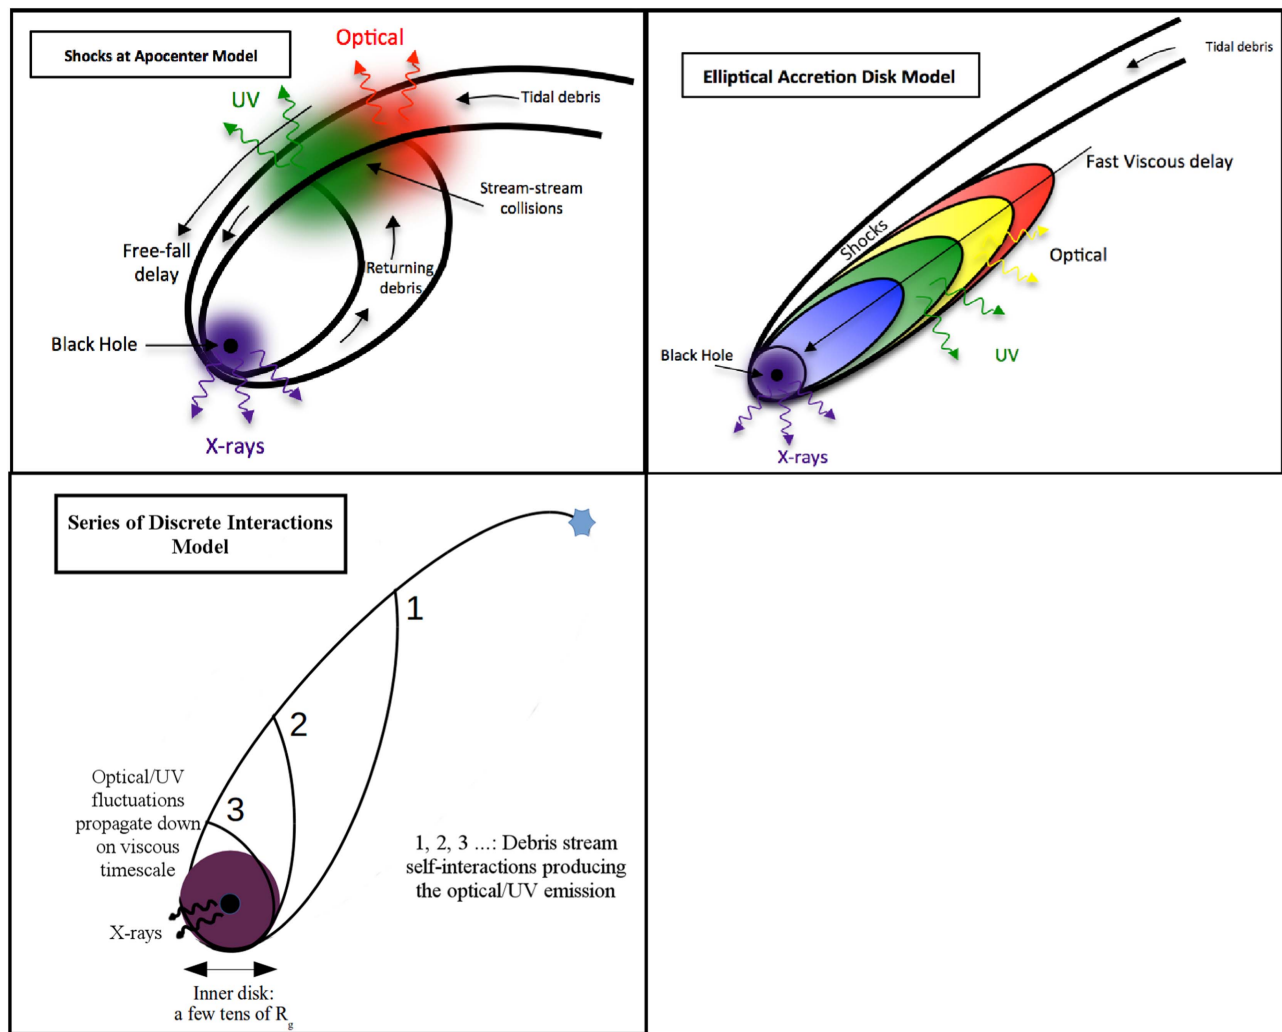 Shocks at Apocenter Model
Optical
UV
Tidal debris
Stream-stream
collisions
Free-fall
delay
Returning
debris
Black Hole
X-rays
Elliptical Accretion Disk Model
Tidal debris
Fast Viscous delay
Shocks
Optical
UV
Black Hole
X-rays
Series of Discrete Interactions
Model
1
2
3
Optical/UV
fluctuations
propagate down
on viscous
timescale
1, 2, 3 ...: Debris stream
self-interactions producing
the optical/UV emission
X-rays
Inner disk:
a few tens of R_g